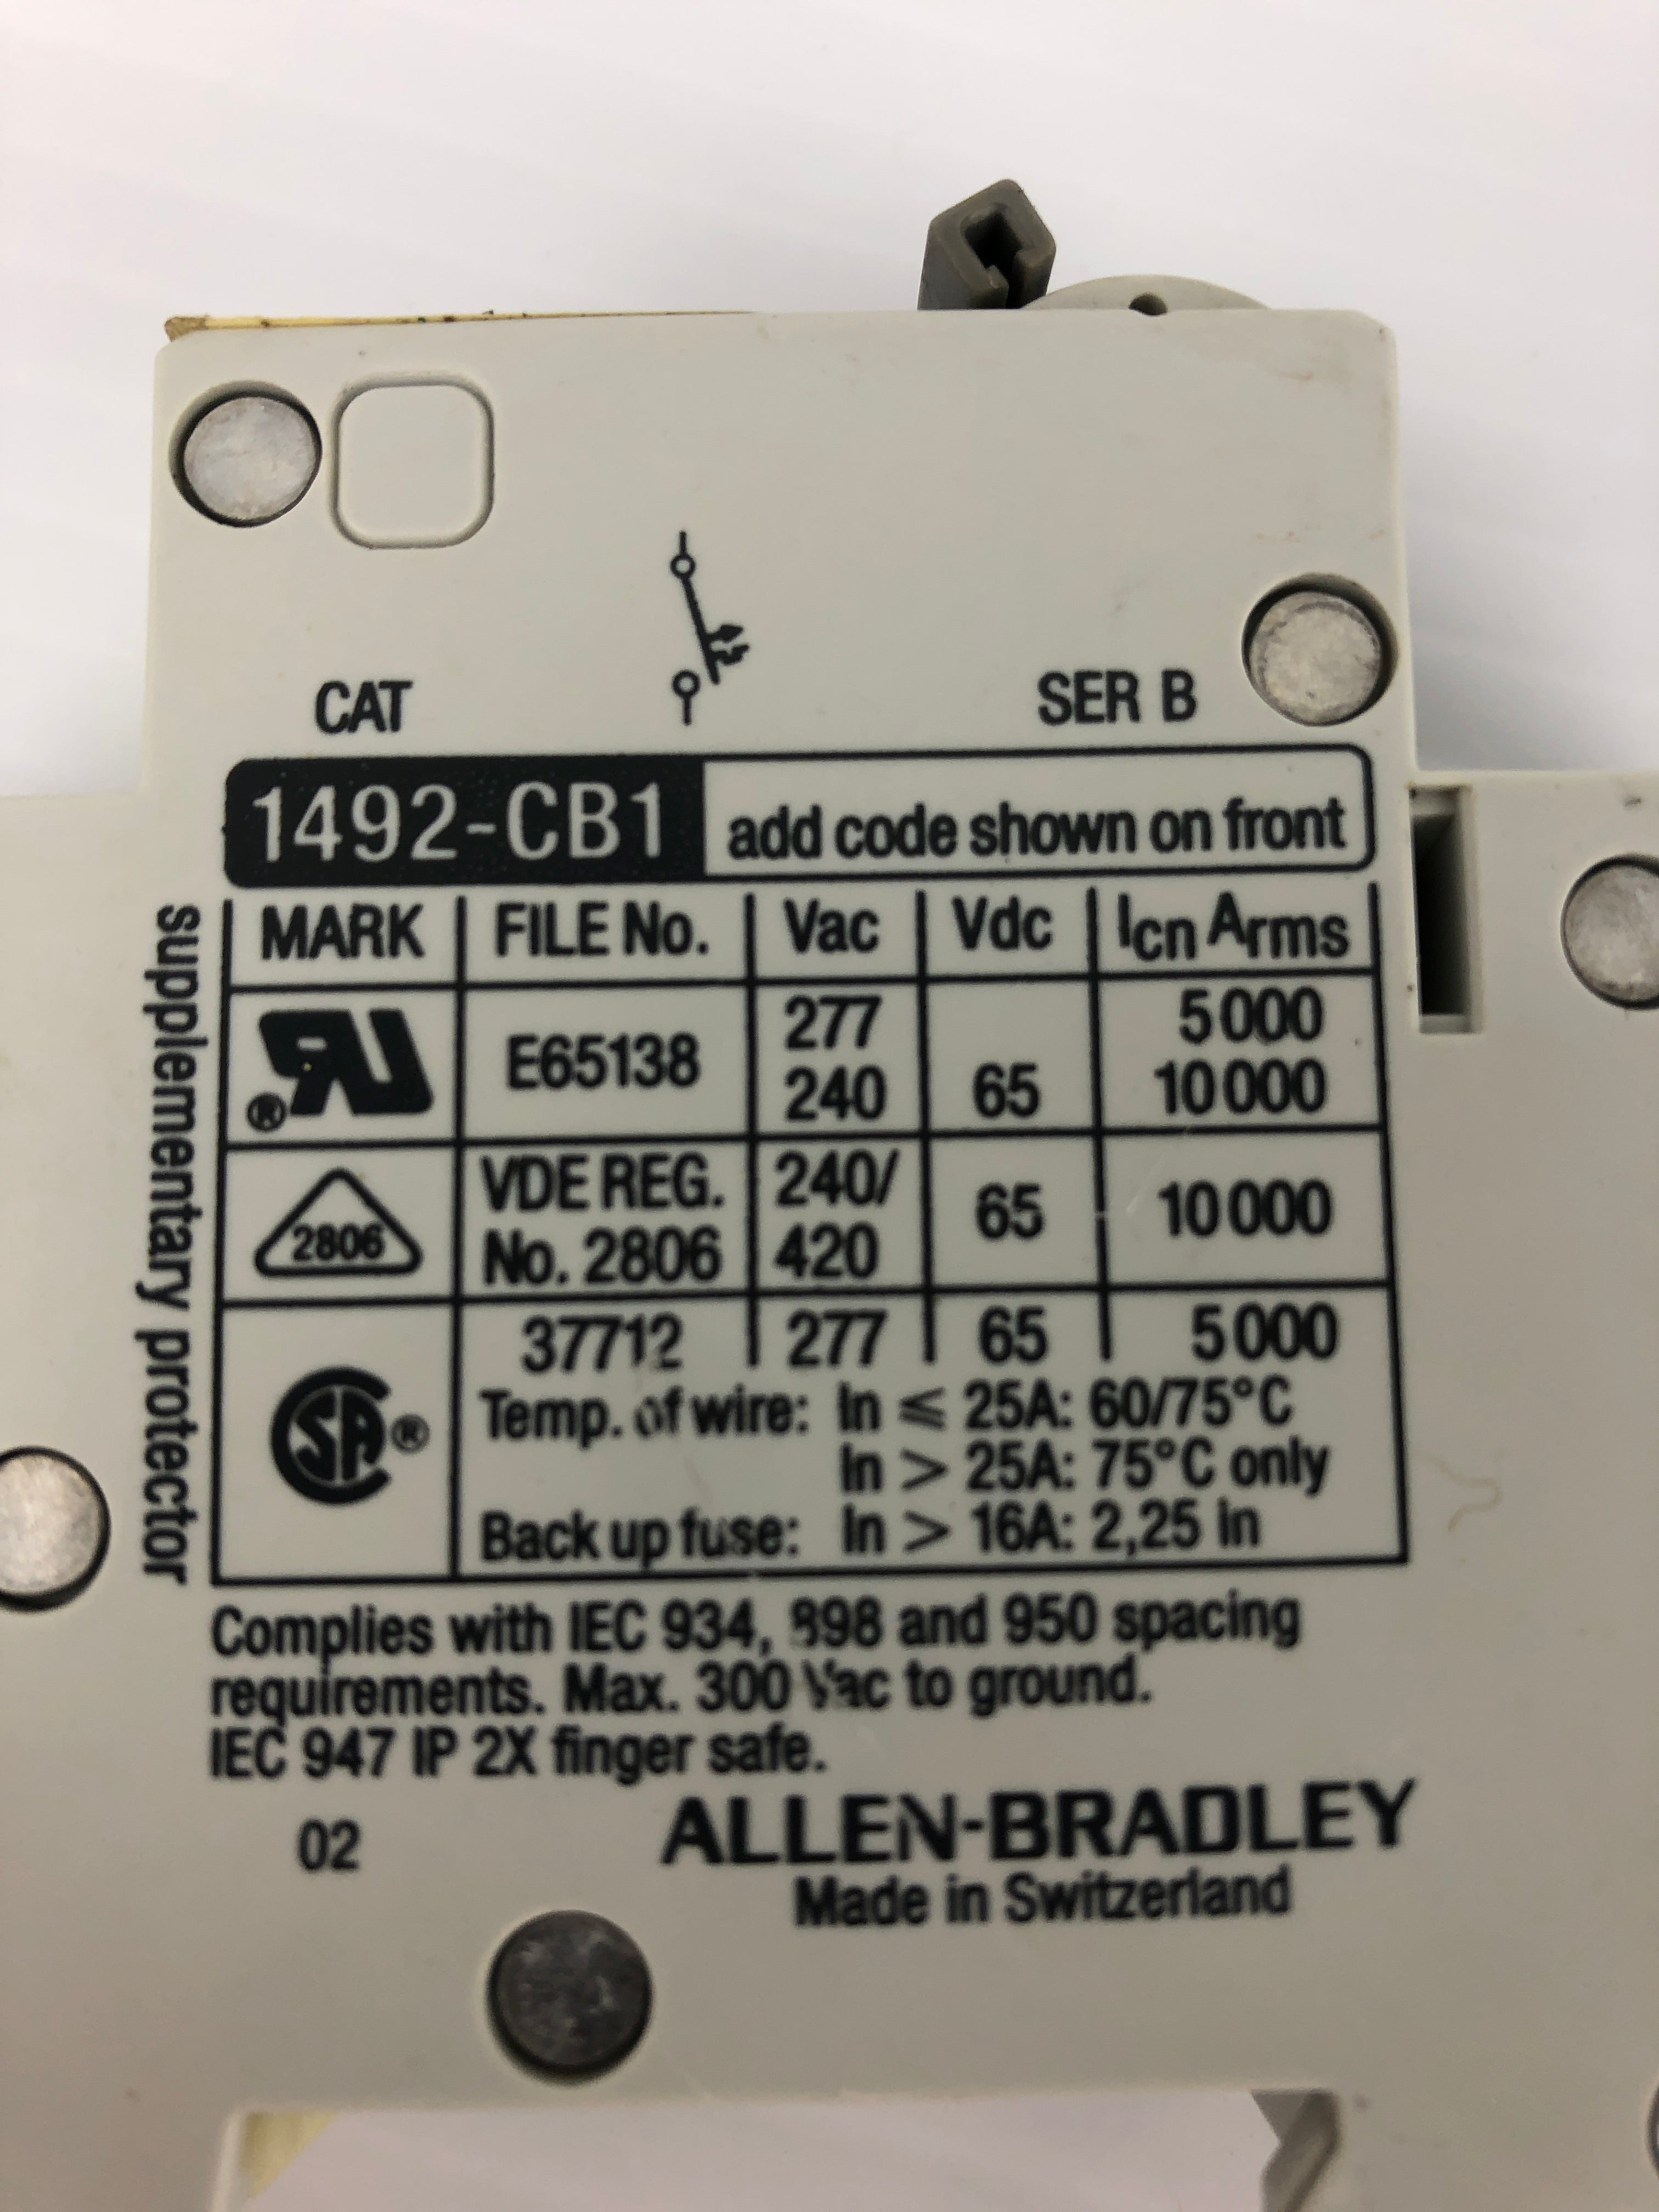 CAT SER B
1492-CB1 add code shown on front
supplementary protector
MARK FILE No. Vac Vdc Icn Arms
277 5000
RU® E65138
240 65 10000
VDE REG. 240/
2806 65 10000
No. 2806 420
37712 277 65 5000
SA® Temp. of wire: In ≤ 25A: 60/75°C
In > 25A: 75°C only
Back up fuse: In > 16A: 2,25 In
Complies with IEC 934, 898 and 950 spacing
requirements. Max. 300 Vac to ground.
IEC 947 IP 2X finger safe.
02 ALLEN-BRADLEY
Made in Switzerland